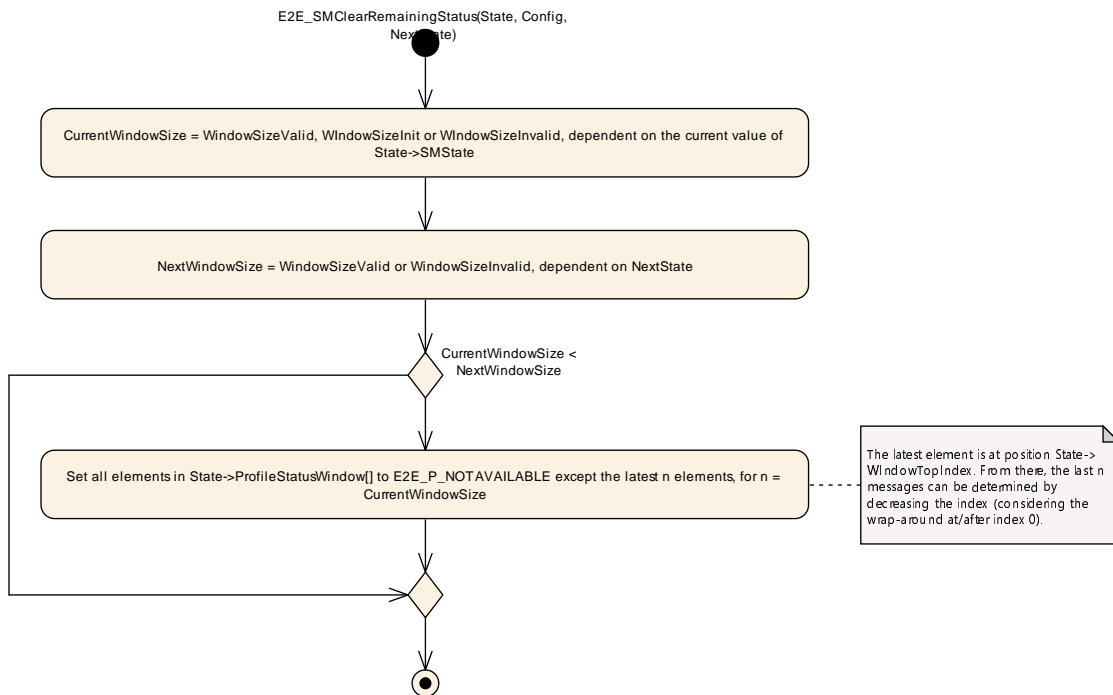 E2E_SMClearRemainingStatus(State, Config,
NextState)
CurrentWindowSize = WindowSizeValid, WIndowSizeInit or WIndowSizeInvalid, dependent on the current value of
State->SMState
NextWindowSize = WindowSizeValid or WindowSizeInvalid, dependent on NextState
CurrentWindowSize <
NextWindowSize
Set all elements in State->ProfileStatusWindow[] to E2E_P_NOTAVAILABLE except the latest n elements, for n =
CurrentWindowSize
The latest element is at position State->
WIndowTopIndex. From there, the last n
messages can be determined by
decreasing the index (considering the
wrap-around at/after index 0).